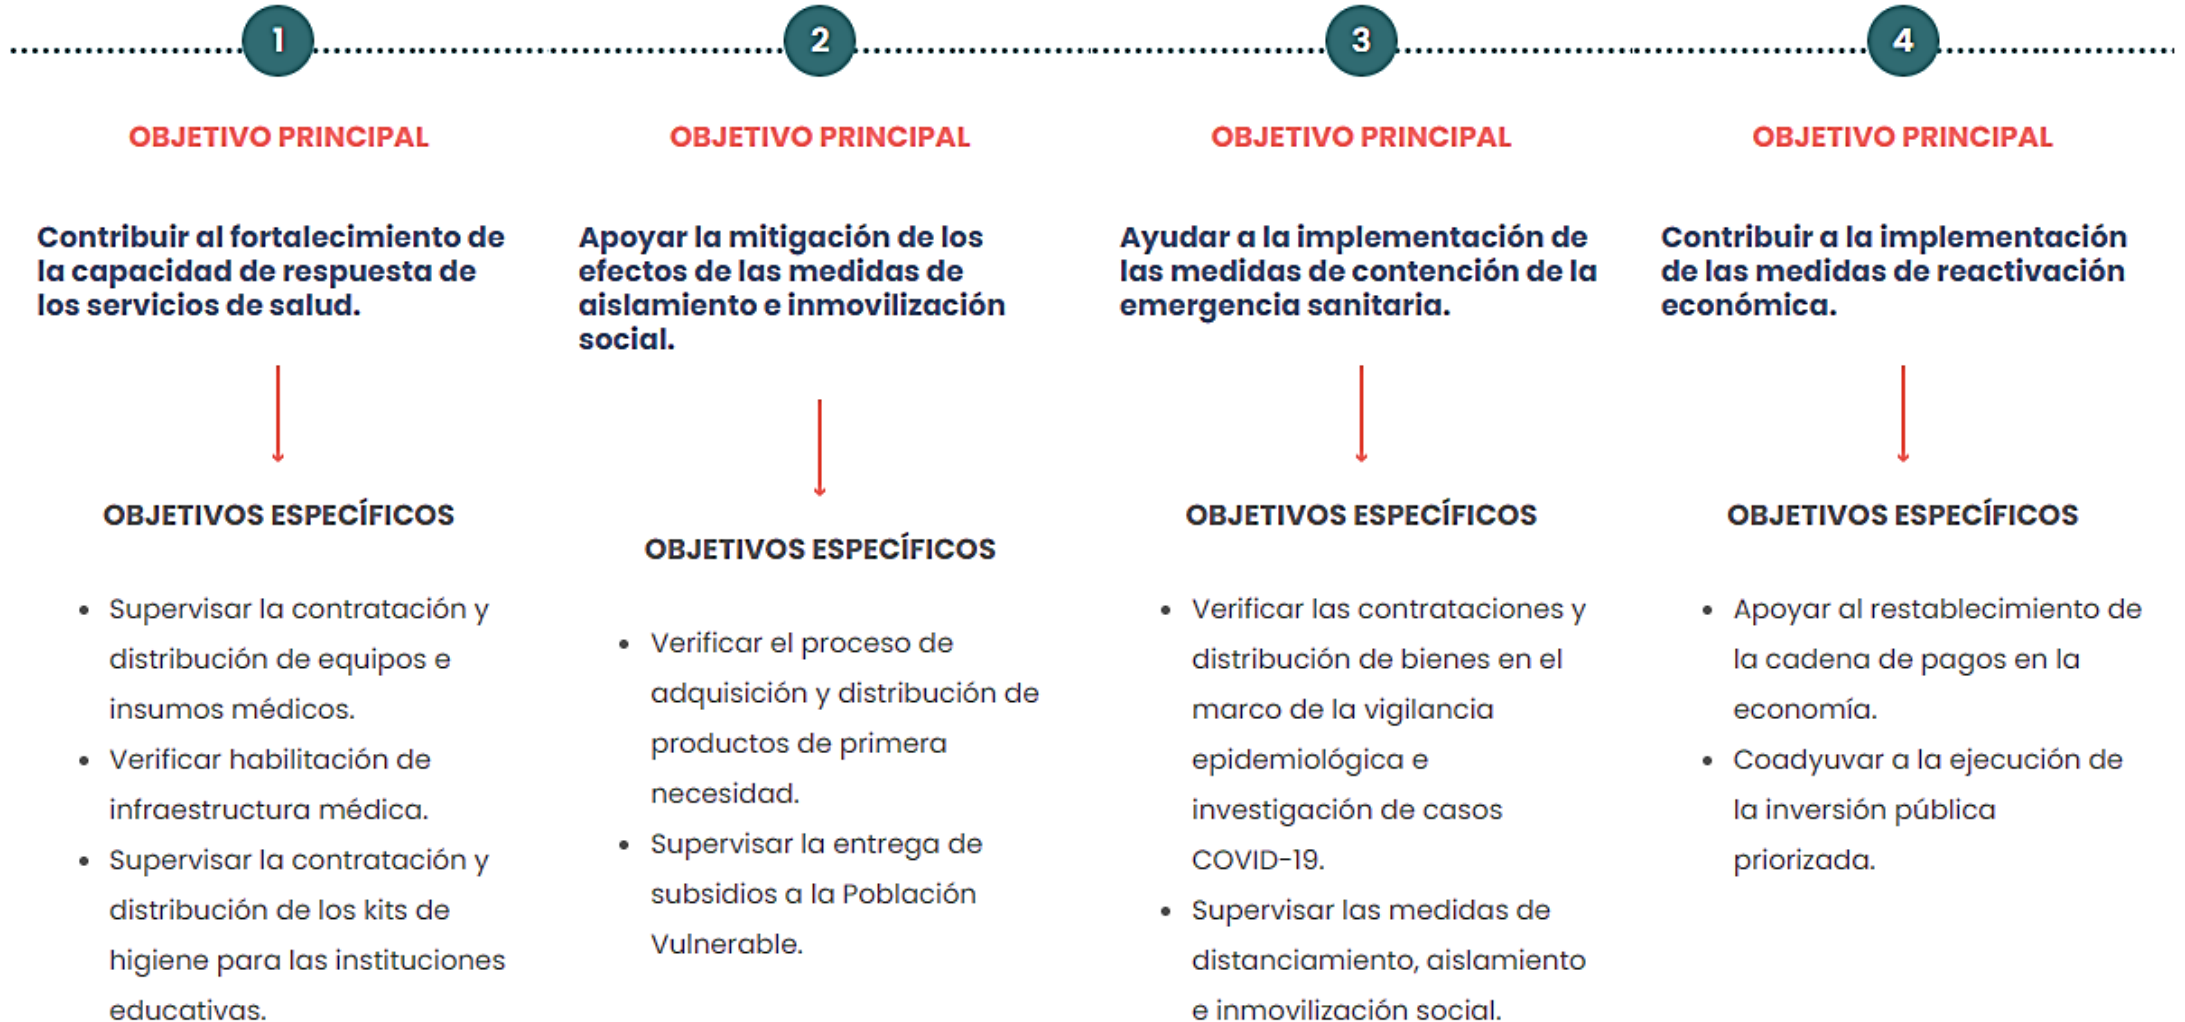 1
OBJETIVO PRINCIPAL
Contribuir al fortalecimiento de
la capacidad de respuesta de
los servicios de salud.
OBJETIVOS ESPECÍFICOS
• Supervisar la contratación y
distribución de equipos e
insumos médicos.
• Verificar habilitación de
infraestructura médica.
• Supervisar la contratación y
distribución de los kits de
higiene para las instituciones
educativas.
2
OBJETIVO PRINCIPAL
Apoyar la mitigación de los
efectos de las medidas de
aislamiento e inmovilización
social.
OBJETIVOS ESPECÍFICOS
• Verificar el proceso de
adquisición y distribución de
productos de primera
necesidad.
• Supervisar la entrega de
subsidios a la Población
Vulnerable.
3
OBJETIVO PRINCIPAL
Ayudar a la implementación de
las medidas de contención de la
emergencia sanitaria.
OBJETIVOS ESPECÍFICOS
• Verificar las contrataciones y
distribución de bienes en el
marco de la vigilancia
epidemiológica e
investigación de casos
COVID-19.
• Supervisar las medidas de
distanciamiento, aislamiento
e inmovilización social.
4
OBJETIVO PRINCIPAL
Contribuir a la implementación
de las medidas de reactivación
económica.
OBJETIVOS ESPECÍFICOS
• Apoyar al restablecimiento de
la cadena de pagos en la
economía.
• Coadyuvar a la ejecución de
la inversión pública
priorizada.